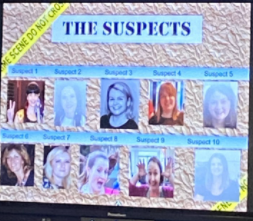 SCENE DO NOT CROSS
THE SUSPECTS
Suspect 1
Suspect 2
Suspect 3
Suspect 4
Suspect 5
Suspect 6
Suspect 7
Suspect 8
Suspect 9
Suspect 10